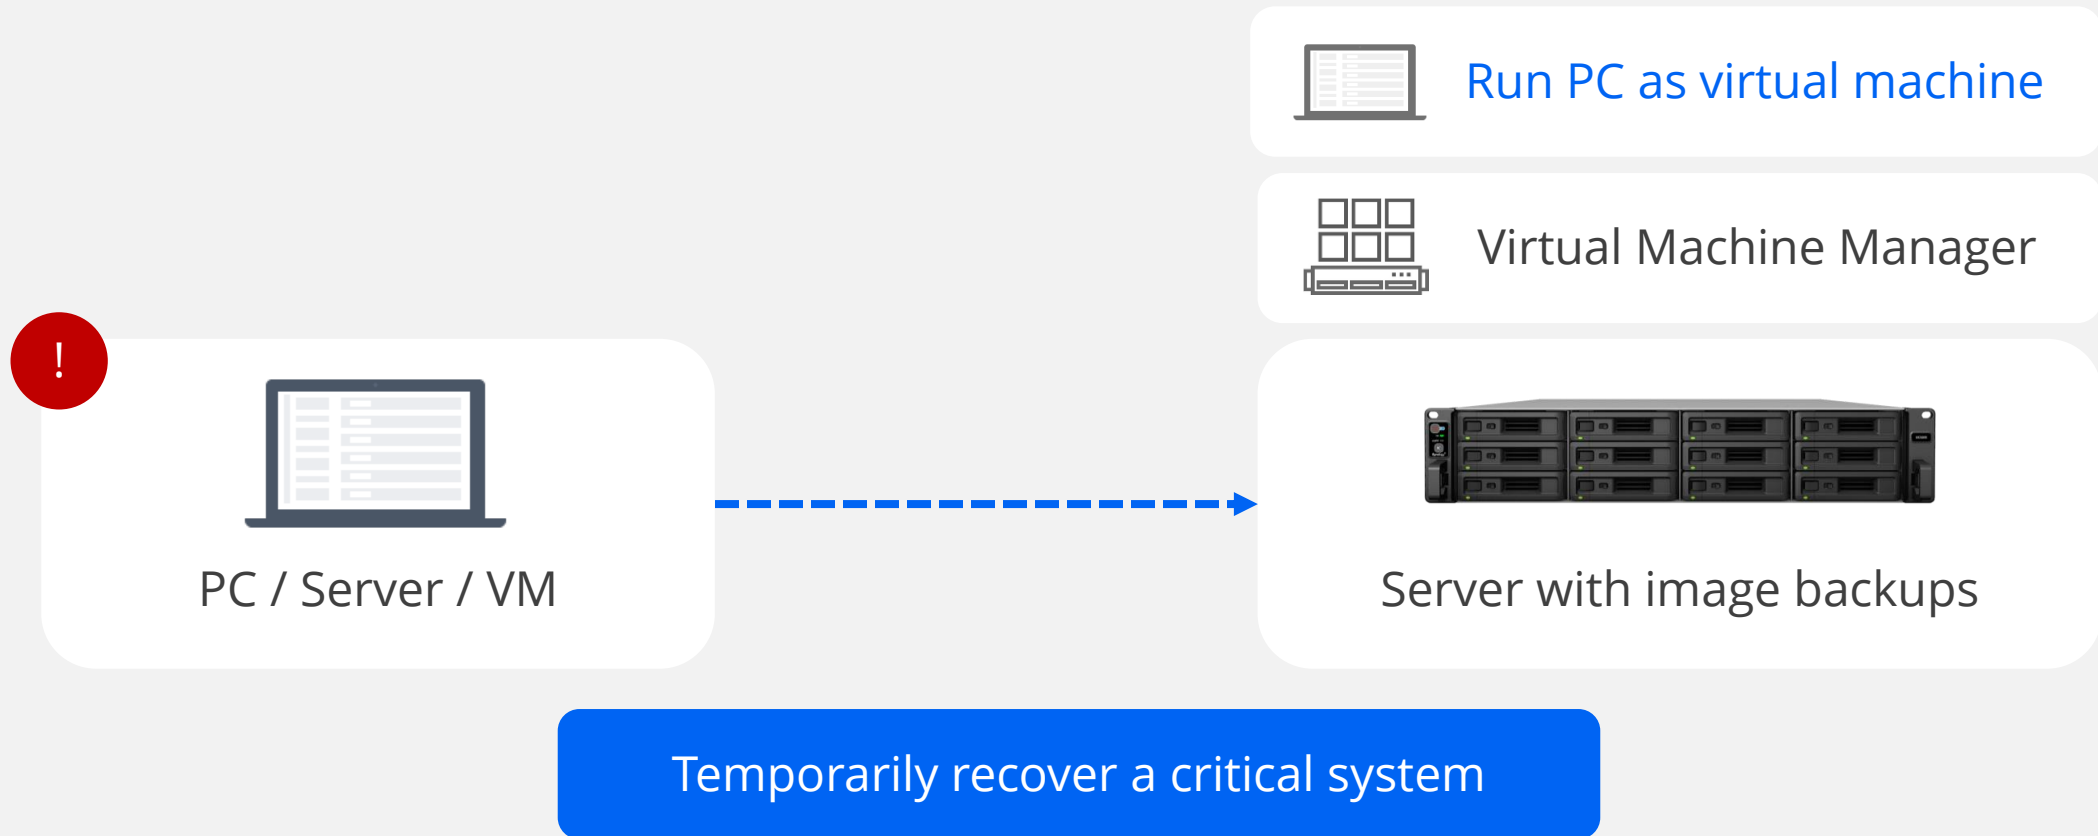 Run PC as virtual machine
Virtual Machine Manager
!
PC / Server / VM
Server with image backups
Temporarily recover a critical system